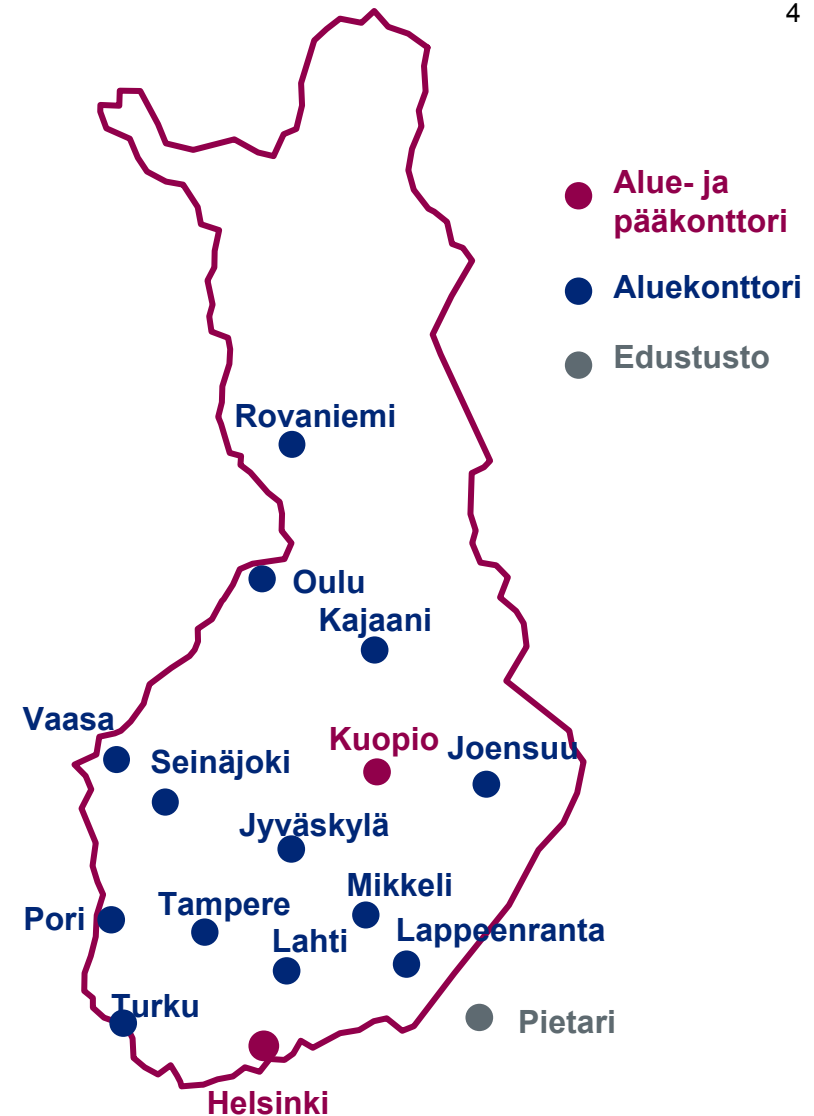 4
Alue- ja
pääkonttori
Aluekonttori
Edustusto
Rovaniemi
Oulu
Kajaani
Vaasa
Kuopio
Joensuu
Seinäjoki
Jyväskylä
Mikkeli
Tampere
Pori
Lappeenranta
Lahti
Turku
Pietari
Helsinki